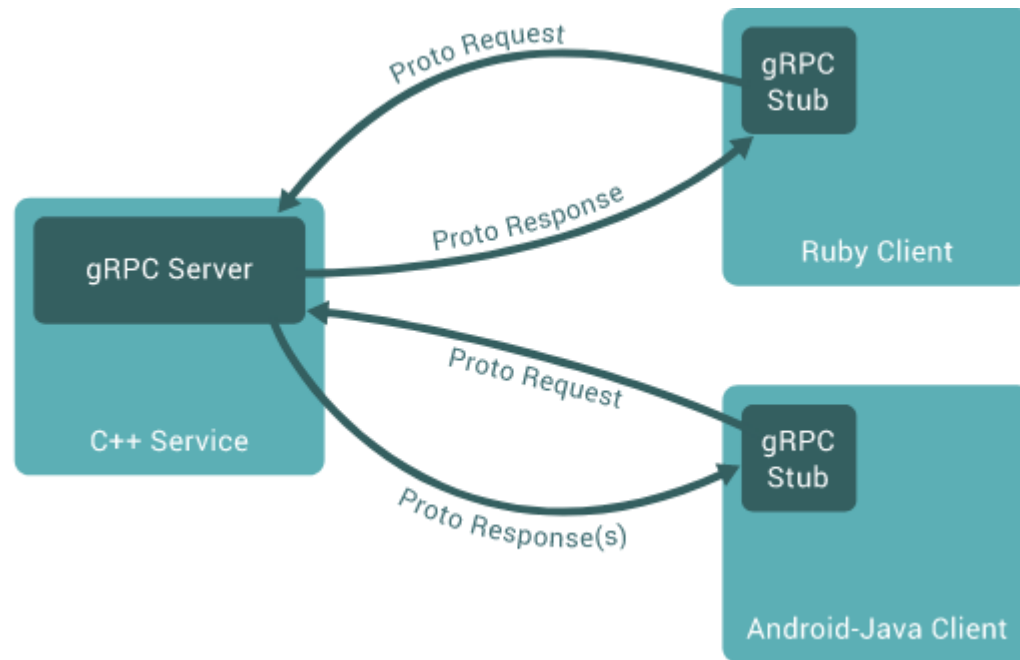 Proto Request
gRPC
Stub
Proto Response
Ruby Client
gRPC Server
C++ Service
Proto Request
gRPC
Stub
Proto Response(s)
Android-Java Client